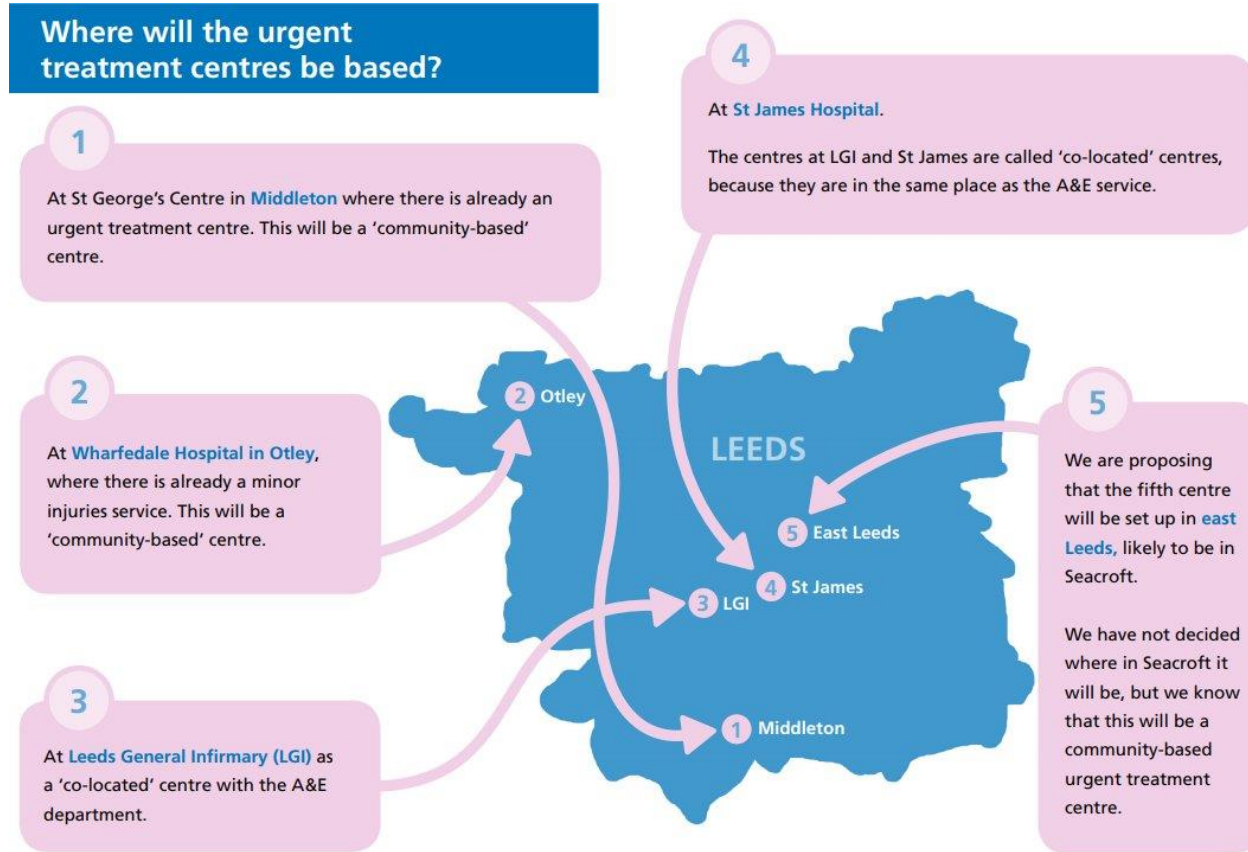 Where will the urgent
treatment centres be based?
1
At St George’s Centre in Middleton where there is already an
urgent treatment centre. This will be a ‘community-based’
centre.
2
At Wharfedale Hospital in Otley,
where there is already a minor
injuries service. This will be a
‘community-based’ centre.
3
At Leeds General Infirmary (LGI) as
a ‘co-located’ centre with the A&E
department.
4
At St James Hospital.
The centres at LGI and St James are called ‘co-located’ centres,
because they are in the same place as the A&E service.
5
We are proposing
that the fifth centre
will be set up in east
Leeds, likely to be in
Seacroft.
We have not decided
where in Seacroft it
will be, but we know
that this will be a
community-based
urgent treatment
centre.
2 Otley
LEEDS
5 East Leeds
4 St James
3 LGI
1 Middleton